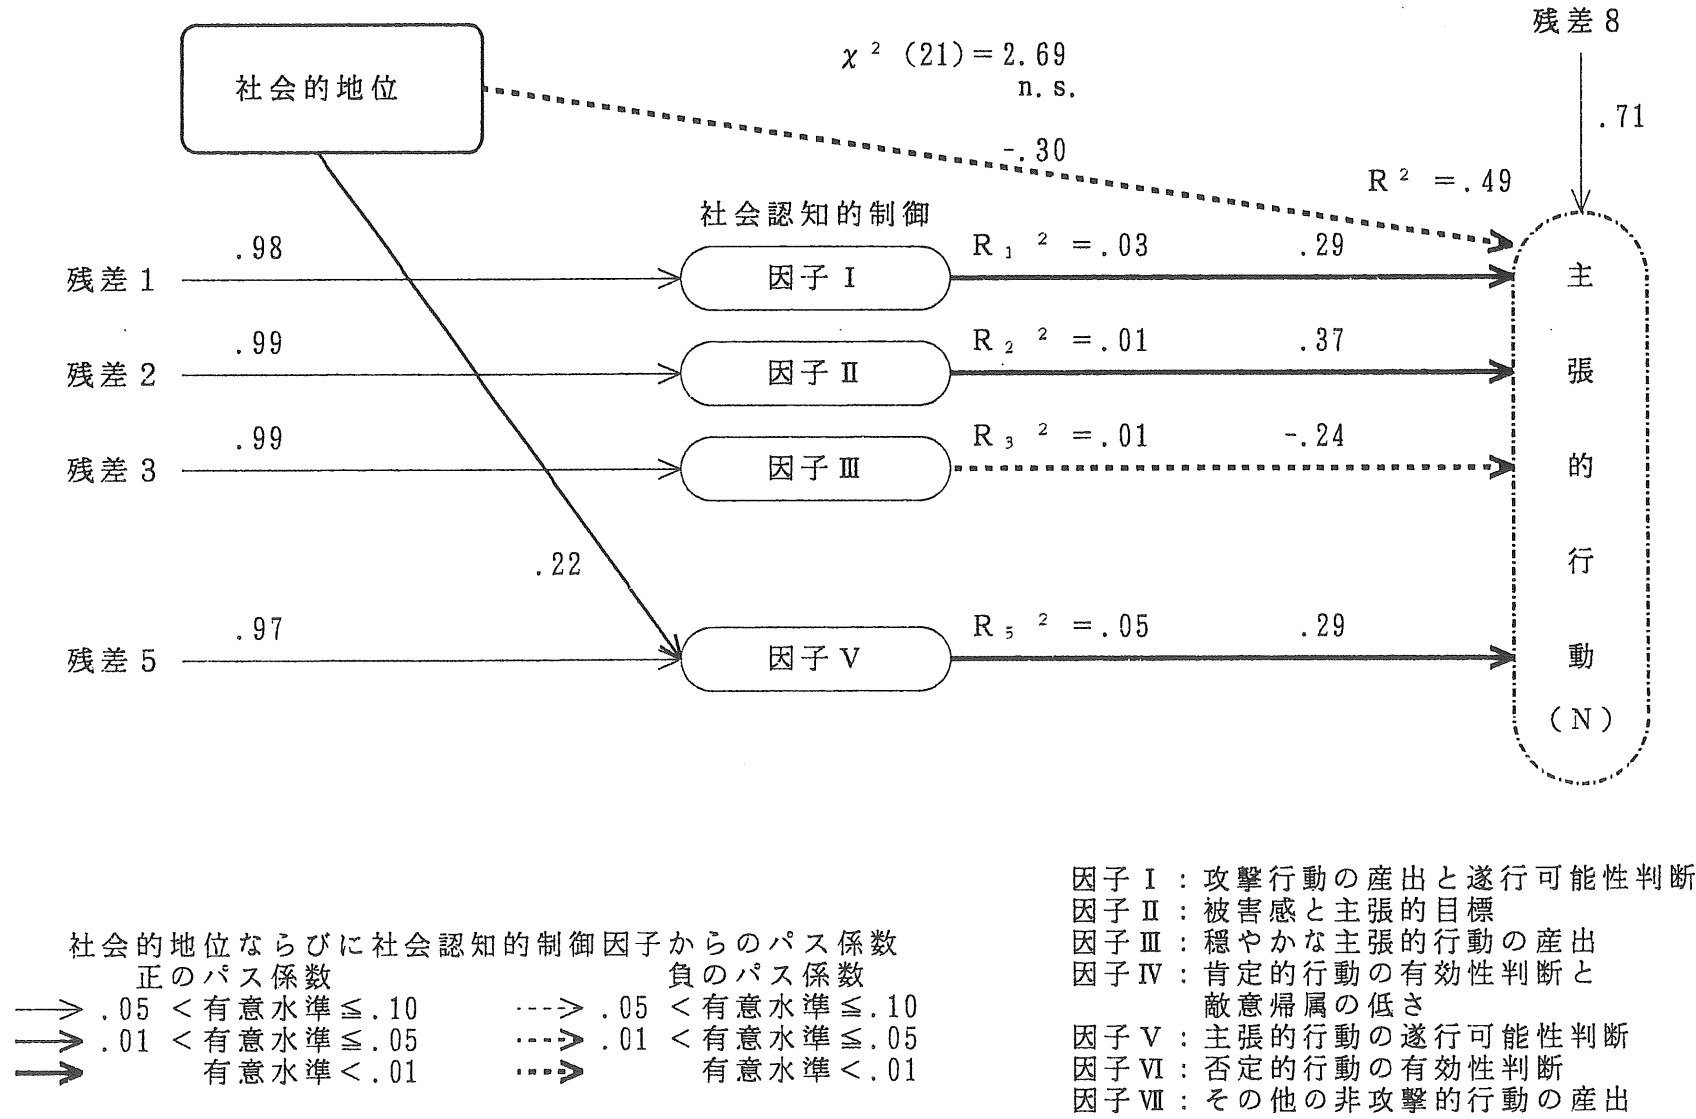 残差8
χ²(21)=2.69
n.s.
社会的地位
.71
-.30
R²=.49
社会認知的制御
.98
残差1
因子Ⅰ
R₁²=.03
.29
.99
残差2
因子Ⅱ
R₂²=.01
.37
.99
残差3
因子Ⅲ
R₃²=.01
-.24
.22
.97
残差5
因子Ⅴ
R₅²=.05
.29
主張的行動(N)
社会的地位ならびに社会認知的制御因子からのパス係数
正のパス係数
負のパス係数
.05<有意水準≦.10
.05<有意水準≦.10
.01<有意水準≦.05
.01<有意水準≦.05
有意水準<.01
有意水準<.01
因子Ⅰ:攻撃行動の産出と遂行可能性判断
因子Ⅱ:被害感と主張的目標
因子Ⅲ:穏やかな主張的行動の産出
因子Ⅳ:肯定的行動の有効性判断と
敵意帰属の低さ
因子Ⅴ:主張的行動の遂行可能性判断
因子Ⅵ:否定的行動の有効性判断
因子Ⅶ:その他の非攻撃的行動の産出